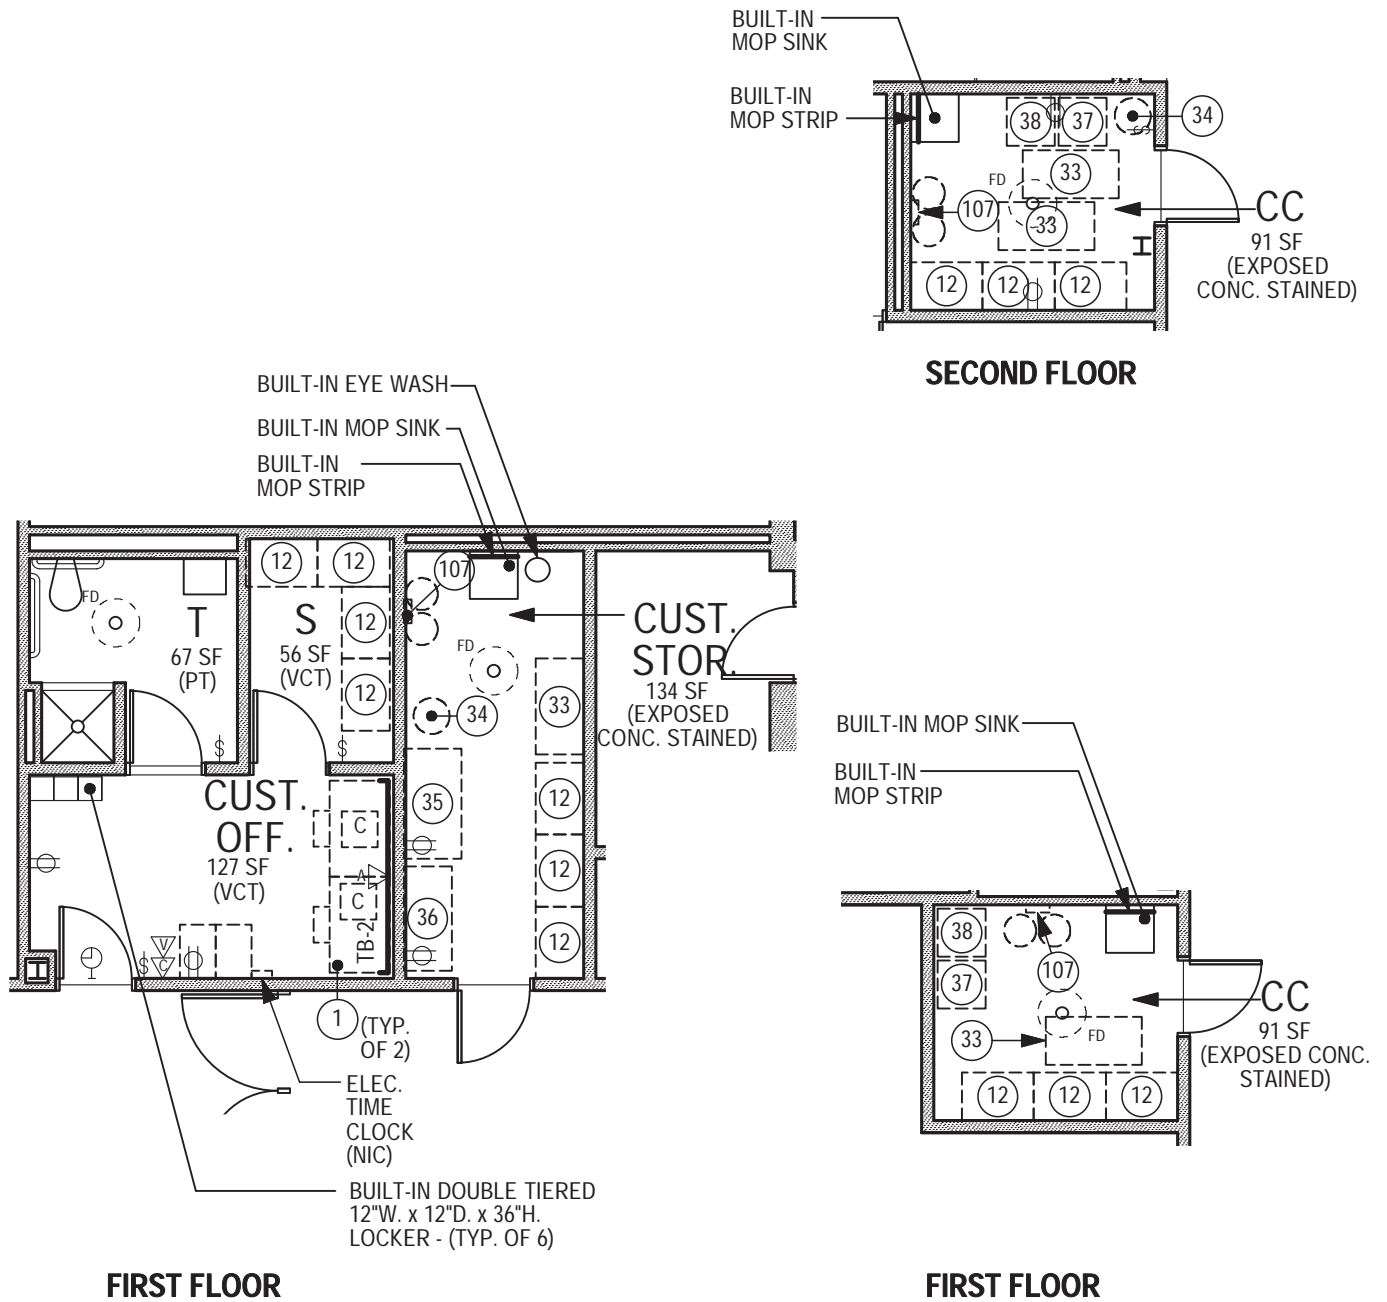 BUILT-IN
MOP SINK
BUILT-IN
MOP STRIP
38
37
34
33
FD
107
33
CC
91 SF
(EXPOSED
CONC. STAINED)
12
12
12
SECOND FLOOR
BUILT-IN EYE WASH
BUILT-IN MOP SINK
BUILT-IN
MOP STRIP
12
12
107
FD
T
67 SF
(PT)
S
56 SF
(VCT)
12
12
FD
CUST.
STOR.
134 SF
(EXPOSED
CONC. STAINED)
34
33
$
$
CUST.
OFF.
127 SF
(VCT)
C
A
C
TB-2
35
36
12
12
12
V
$
C
1
(TYP.
OF 2)
ELEC.
TIME
CLOCK
(NIC)
BUILT-IN DOUBLE TIERED
12"W. x 12"D. x 36"H.
LOCKER - (TYP. OF 6)
FIRST FLOOR
BUILT-IN MOP SINK
BUILT-IN
MOP STRIP
38
37
107
33
FD
CC
91 SF
(EXPOSED CONC.
STAINED)
12
12
12
FIRST FLOOR